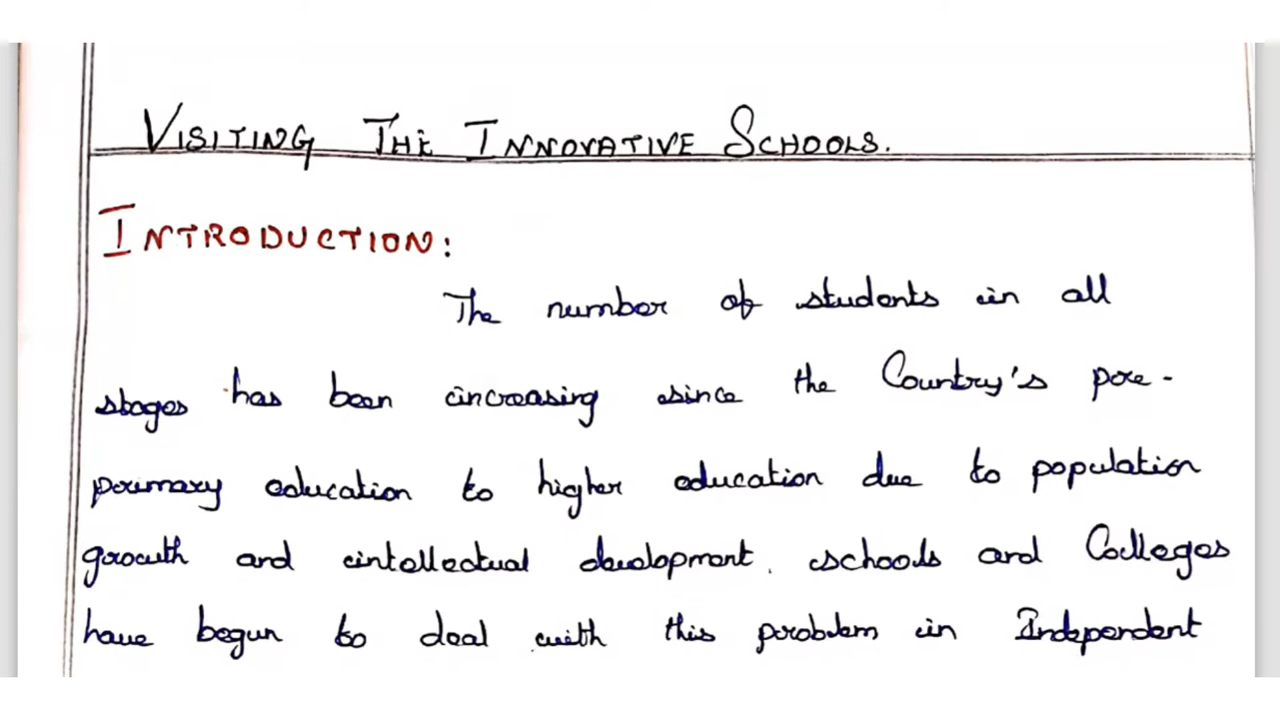 VISITING THE INNOVATIVE SCHOOLS.
INTRODUCTION:
The number of students in all
stages has been increasing since the Country's pre-
primary education to higher education due to population
growth and intellectual development. schools and Colleges
have begun to deal with this problem in Independent